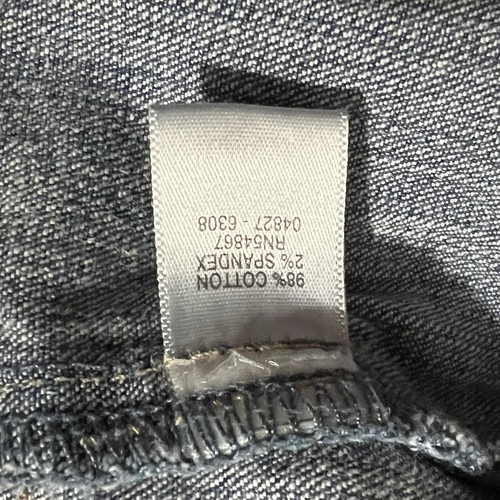 98% COTTON
2% SPANDEX
RN54867
04827 - 6308